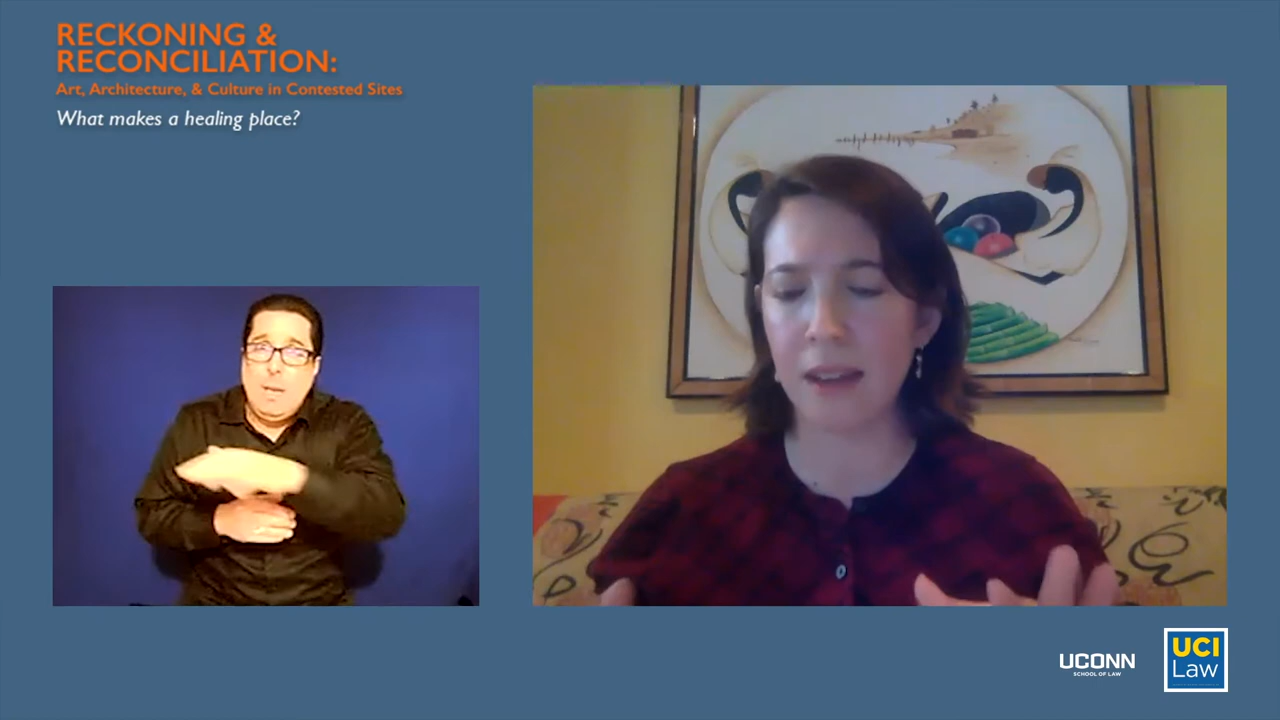 RECKONING &
RECONCILIATION:
Art, Architecture, & Culture in Contested Sites
What makes a healing place?
UCONN
SCHOOL OF LAW
UCI
Law